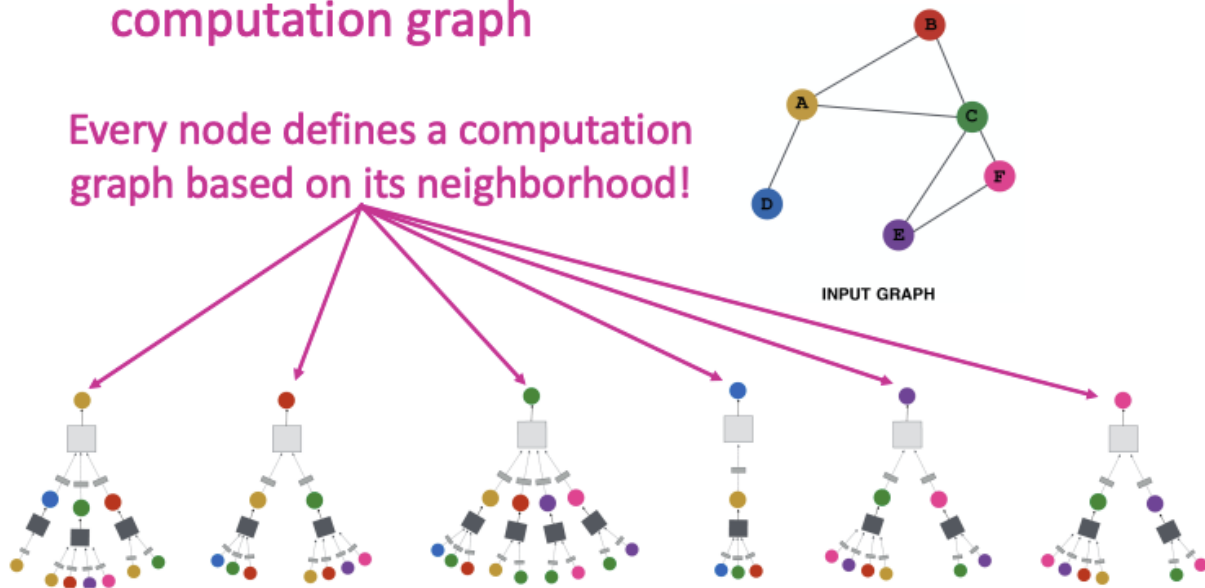 computation graph
Every node defines a computation
graph based on its neighborhood!
B
A
C
F
D
E
INPUT GRAPH